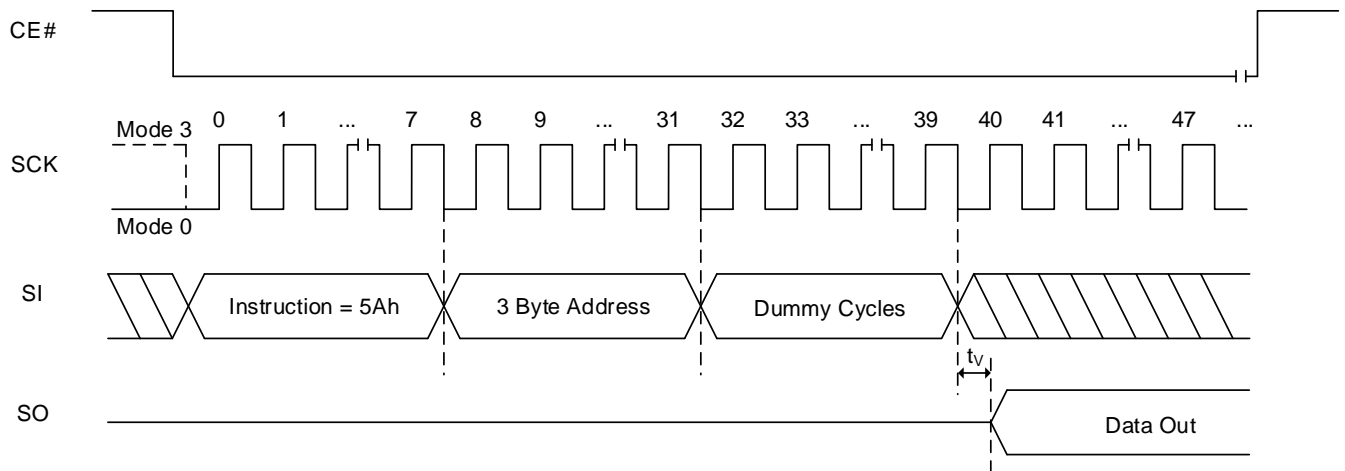 CE#
Mode 3
0 1 ... 7 8 9 ... 31 32 33 ... 39 40 41 ... 47 ...
SCK
Mode 0
SI
Instruction = 5Ah
3 Byte Address
Dummy Cycles
tV
SO
Data Out